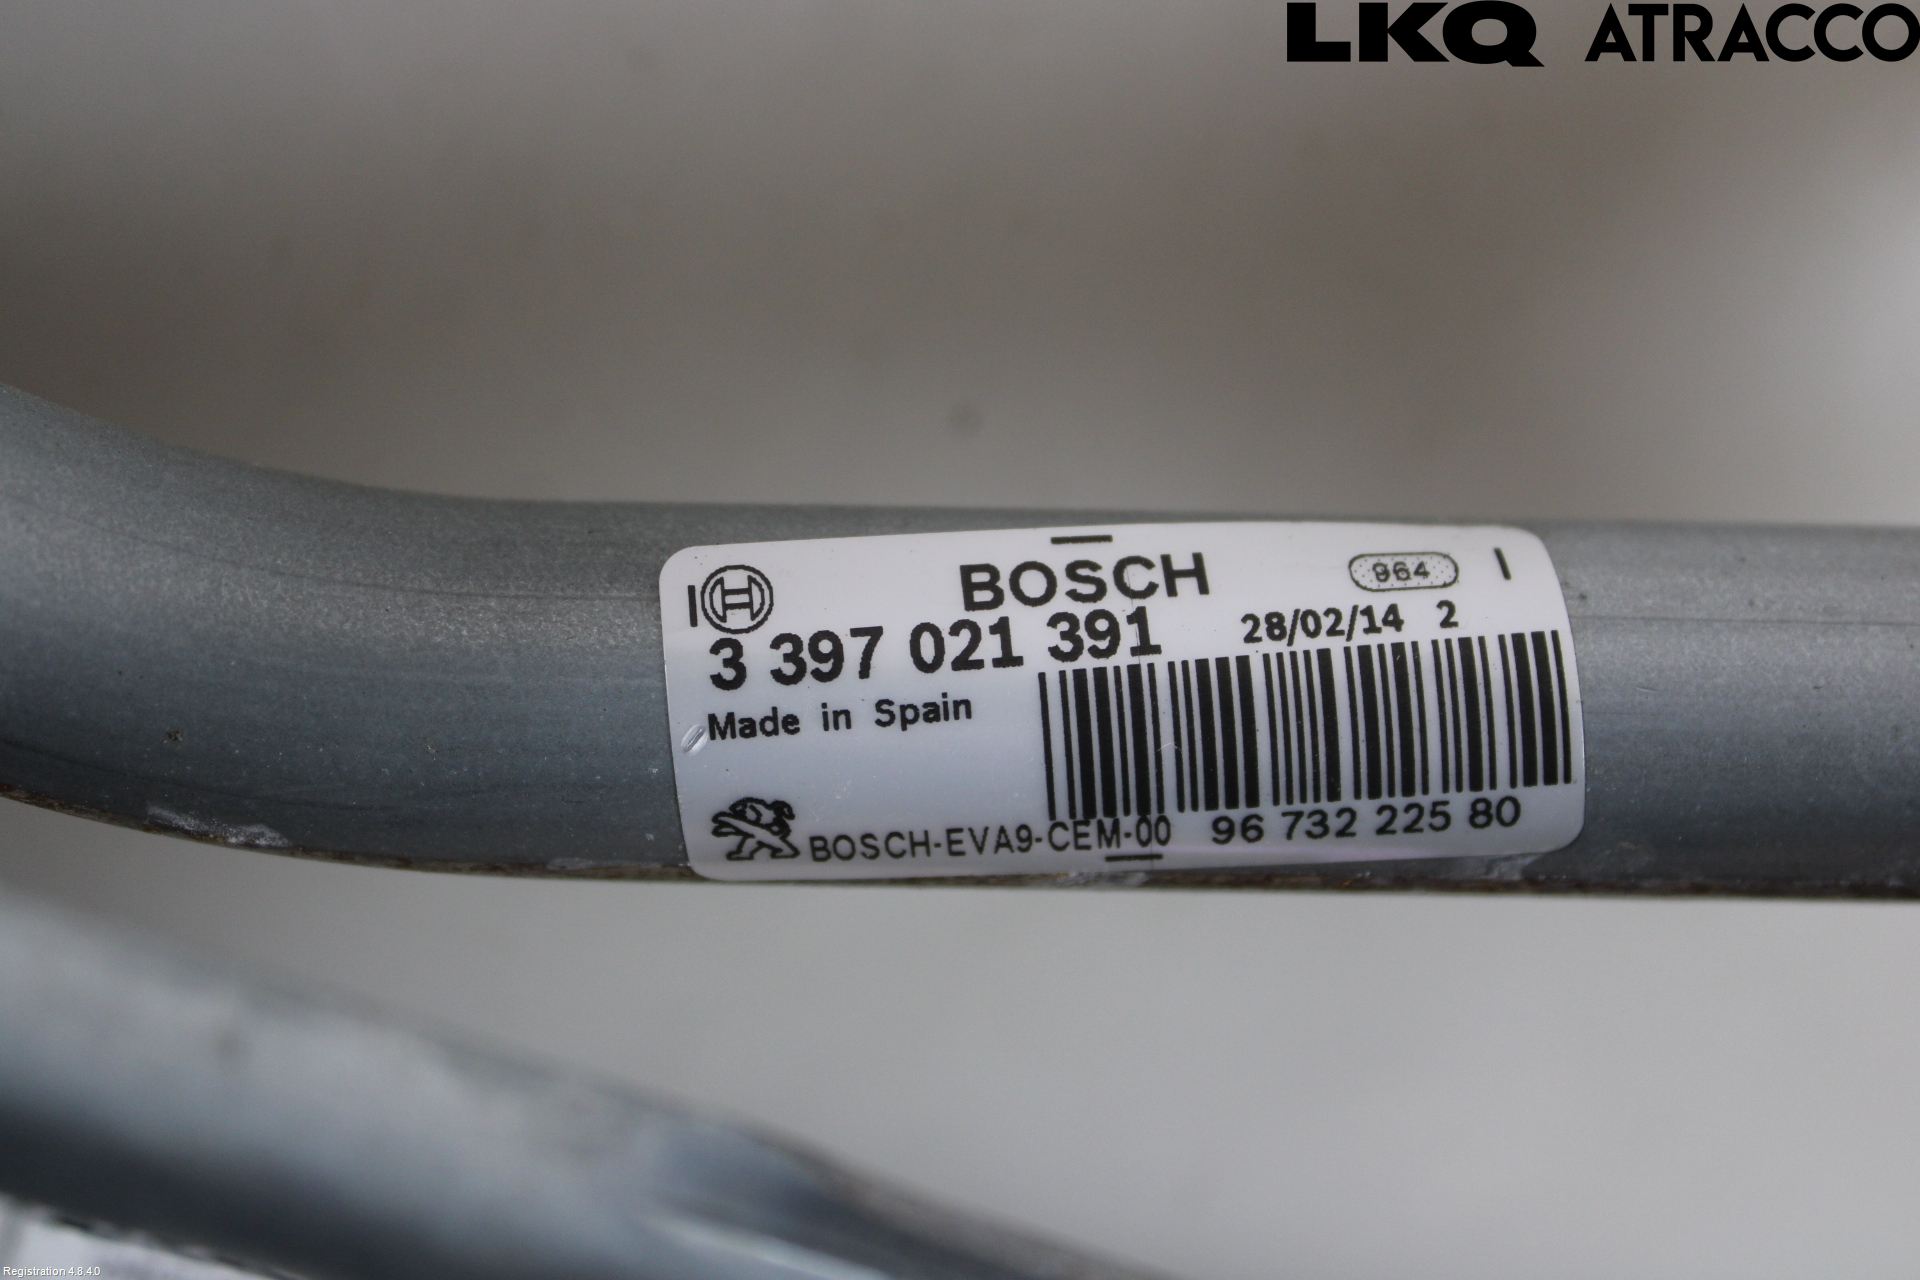 LKQ ATRACCO
BOSCH 964
3 397 021 391 28/02/14 2
Made in Spain
BOSCH-EVA9-CEM-00 96 732 225 80
Registration 4.8.4.0